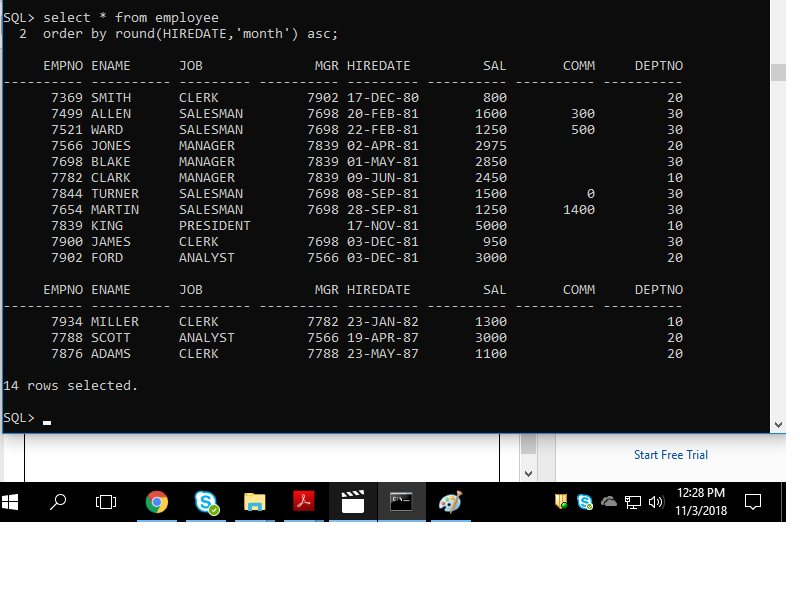 SQL> select * from employee
  2  order by round(HIREDATE,'month') asc;
     EMPNO ENAME      JOB              MGR HIREDATE         SAL       COMM     DEPTNO
---------- ---------- --------- ---------- --------- ---------- ---------- ----------
      7369 SMITH      CLERK           7902 17-DEC-80        800                    20
      7499 ALLEN      SALESMAN        7698 20-FEB-81       1600        300         30
      7521 WARD       SALESMAN        7698 22-FEB-81       1250        500         30
      7566 JONES      MANAGER         7839 02-APR-81       2975                    20
      7698 BLAKE      MANAGER         7839 01-MAY-81       2850                    30
      7782 CLARK      MANAGER         7839 09-JUN-81       2450                    10
      7844 TURNER     SALESMAN        7698 08-SEP-81       1500          0         30
      7654 MARTIN     SALESMAN        7698 28-SEP-81       1250       1400         30
      7839 KING       PRESIDENT            17-NOV-81       5000                    10
      7900 JAMES      CLERK           7698 03-DEC-81        950                    30
      7902 FORD       ANALYST         7566 03-DEC-81       3000                    20
     EMPNO ENAME      JOB              MGR HIREDATE         SAL       COMM     DEPTNO
---------- ---------- --------- ---------- --------- ---------- ---------- ----------
      7934 MILLER     CLERK           7782 23-JAN-82       1300                    10
      7788 SCOTT      ANALYST         7566 19-APR-87       3000                    20
      7876 ADAMS      CLERK           7788 23-MAY-87       1100                    20
14 rows selected.
SQL>
Start Free Trial
12:28 PM
11/3/2018